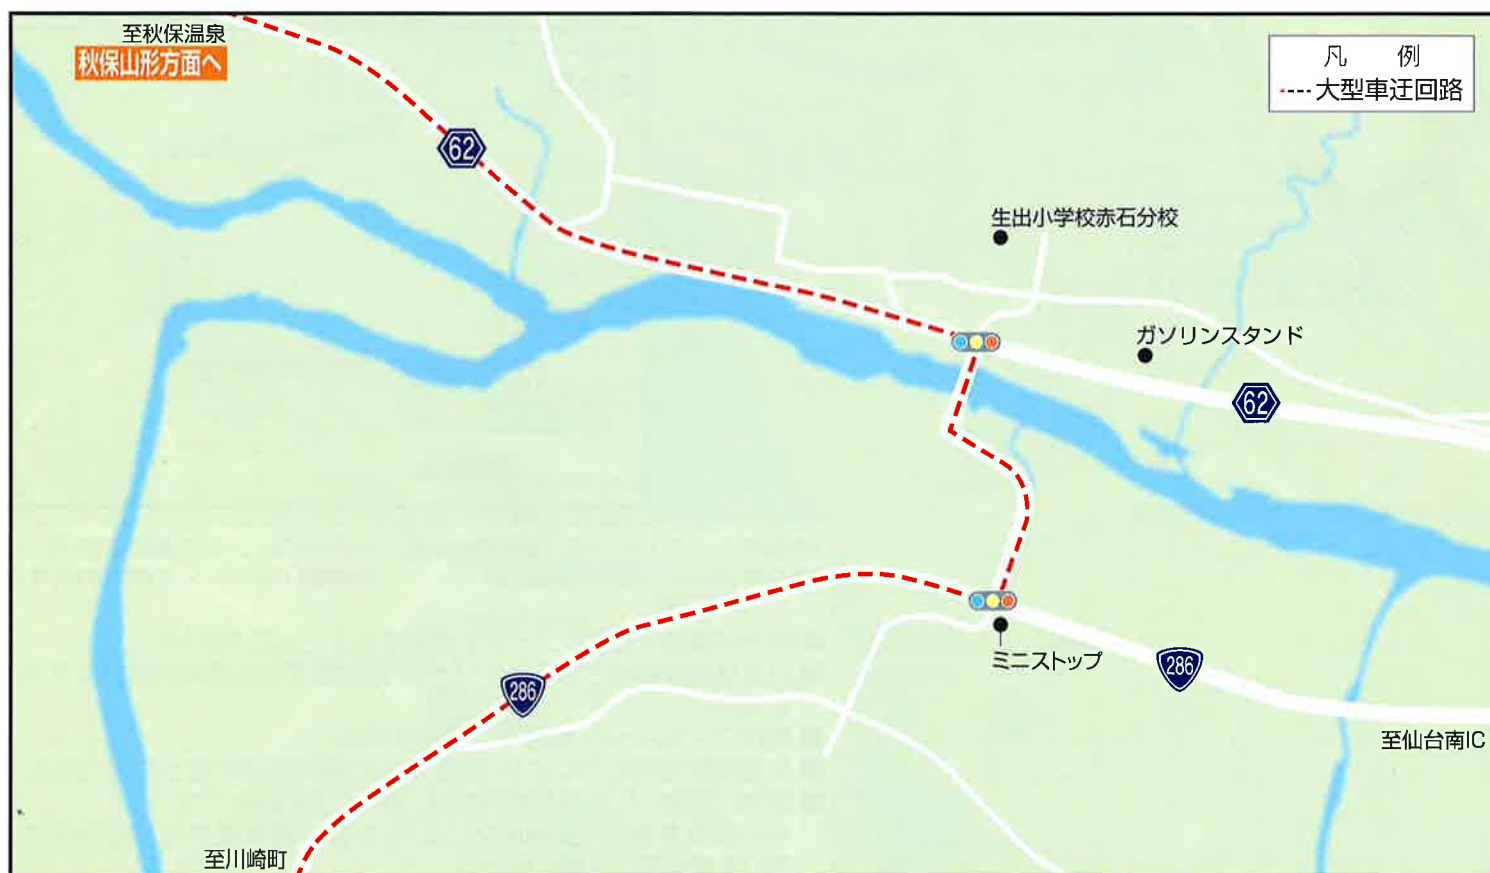 至秋保温泉
秋保山形方面へ
凡 例
大型車迂回路
62
生出小学校赤石分校
ガソリンスタンド
62
ミニストップ
286
286
至仙台南IC
至川崎町